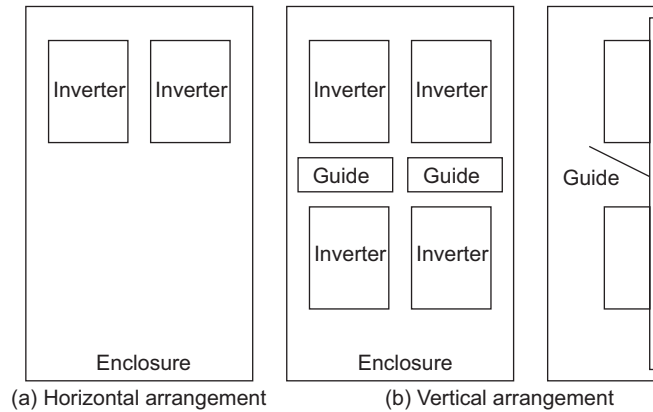 Inverter Inverter
Enclosure
(a) Horizontal arrangement
Inverter Inverter
Guide Guide
Inverter Inverter
Enclosure
Guide
(b) Vertical arrangement